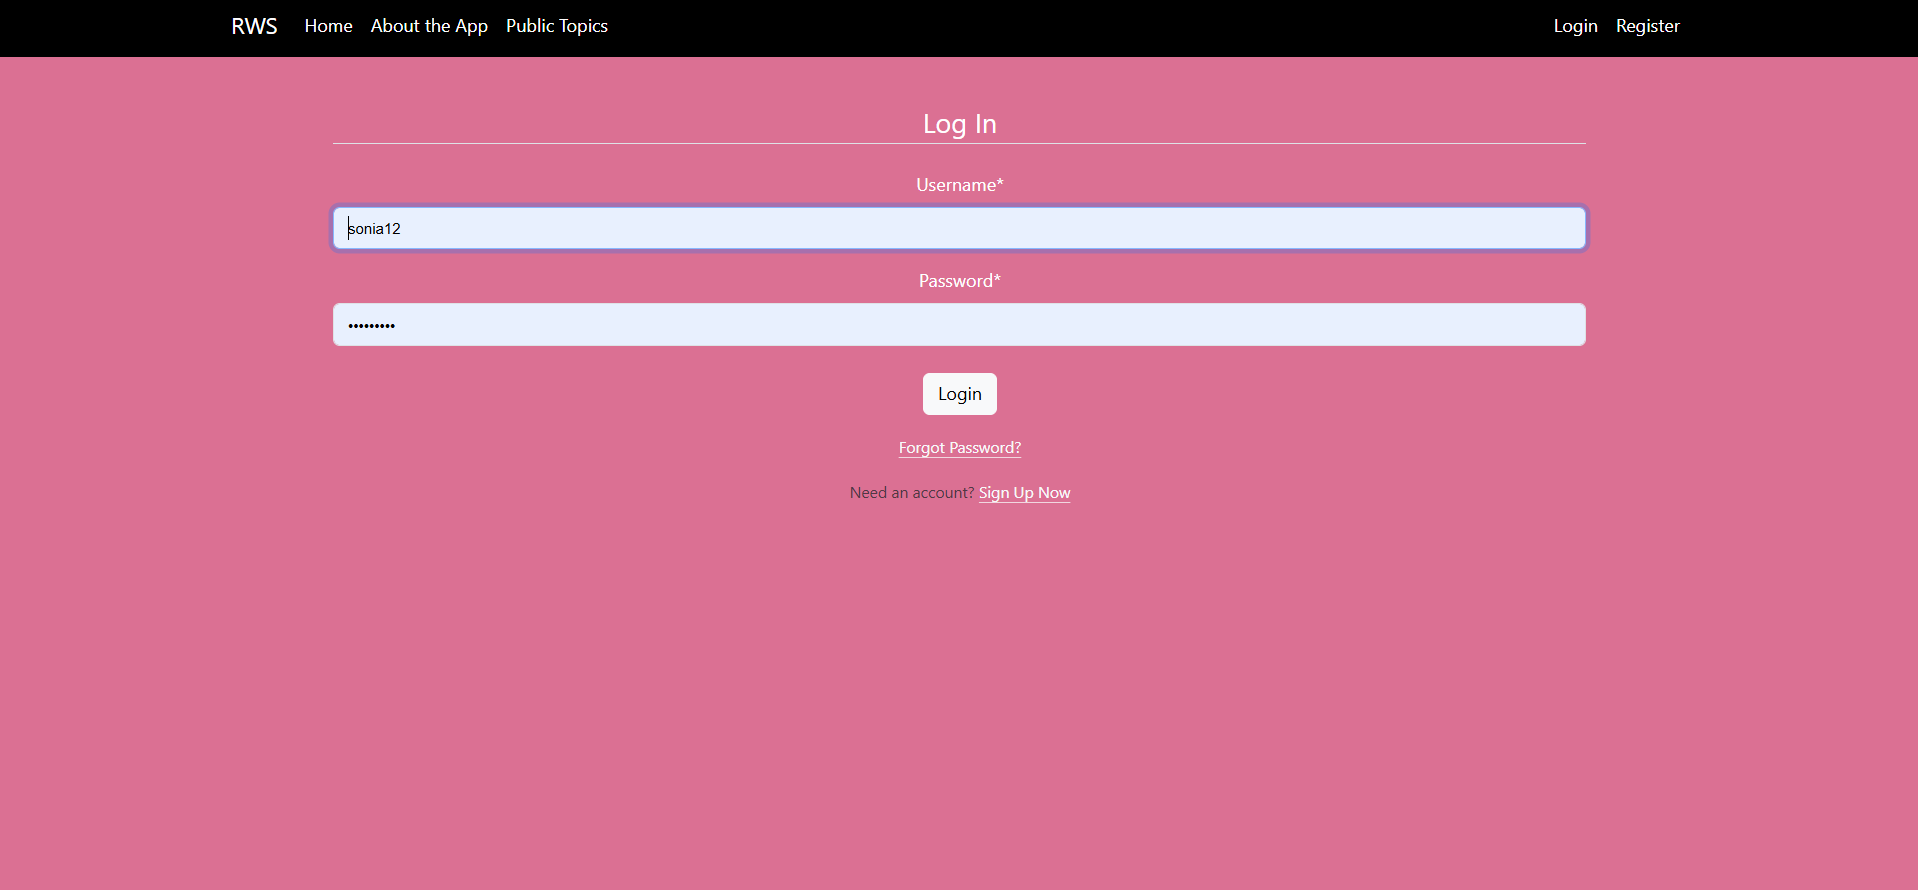 RWS Home About the App Public Topics Login Register
Log In
Username*
sonia12
Password*
•••••••••
Login
Forgot Password?
Need an account? Sign Up Now